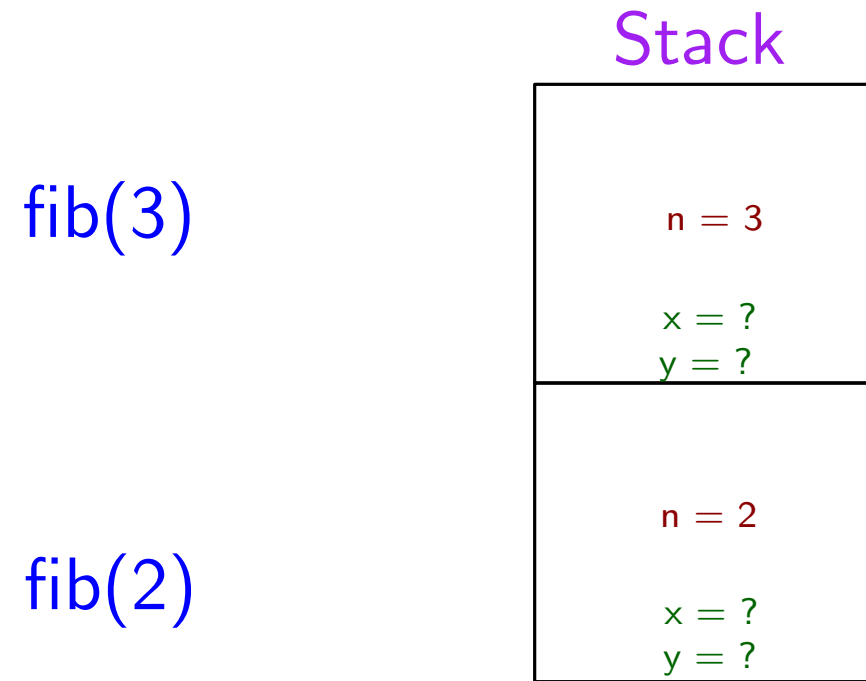 Stack
fib(3)
n = 3
x = ?
y = ?
n = 2
fib(2)
x = ?
y = ?